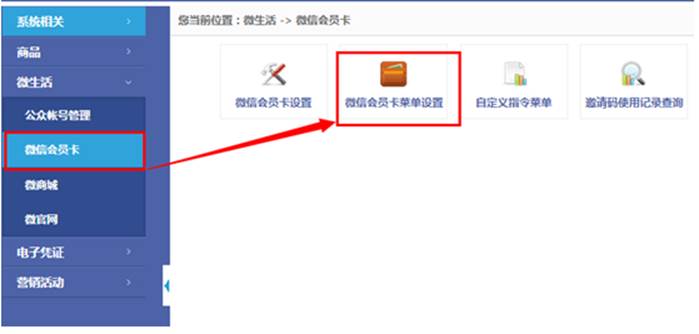 系统相关
商品
微生活
公众帐号管理
微信会员卡
微商城
微官网
电子凭证
营销活动
您当前位置：微生活 -> 微信会员卡
微信会员卡设置
微信会员卡菜单设置
自定义指令菜单
邀请码使用记录查询